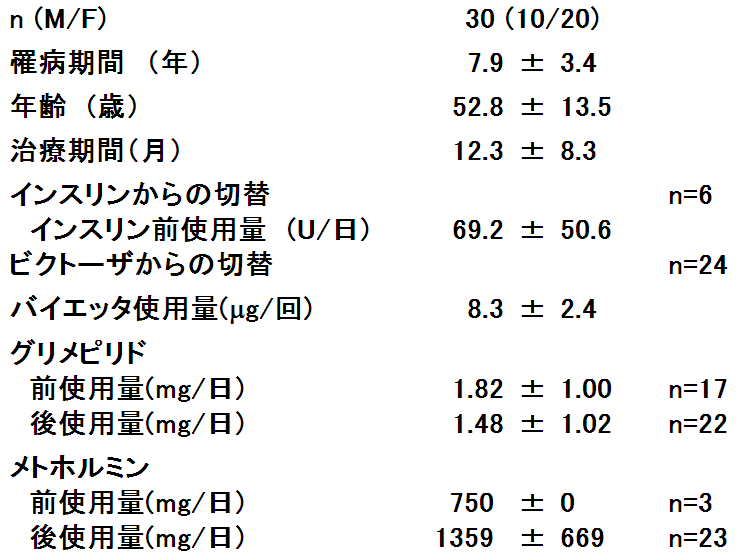 n (M/F) 30 (10/20)
罹病期間 (年) 7.9 ± 3.4
年齢 (歳) 52.8 ± 13.5
治療期間(月) 12.3 ± 8.3
インスリンからの切替 n=6
インスリン前使用量 (U/日) 69.2 ± 50.6
ビクトーザからの切替 n=24
バイエッタ使用量(μg/回) 8.3 ± 2.4
グリメピリド
前使用量(mg/日) 1.82 ± 1.00 n=17
後使用量(mg/日) 1.48 ± 1.02 n=22
メトホルミン
前使用量(mg/日) 750 ± 0 n=3
後使用量(mg/日) 1359 ± 669 n=23